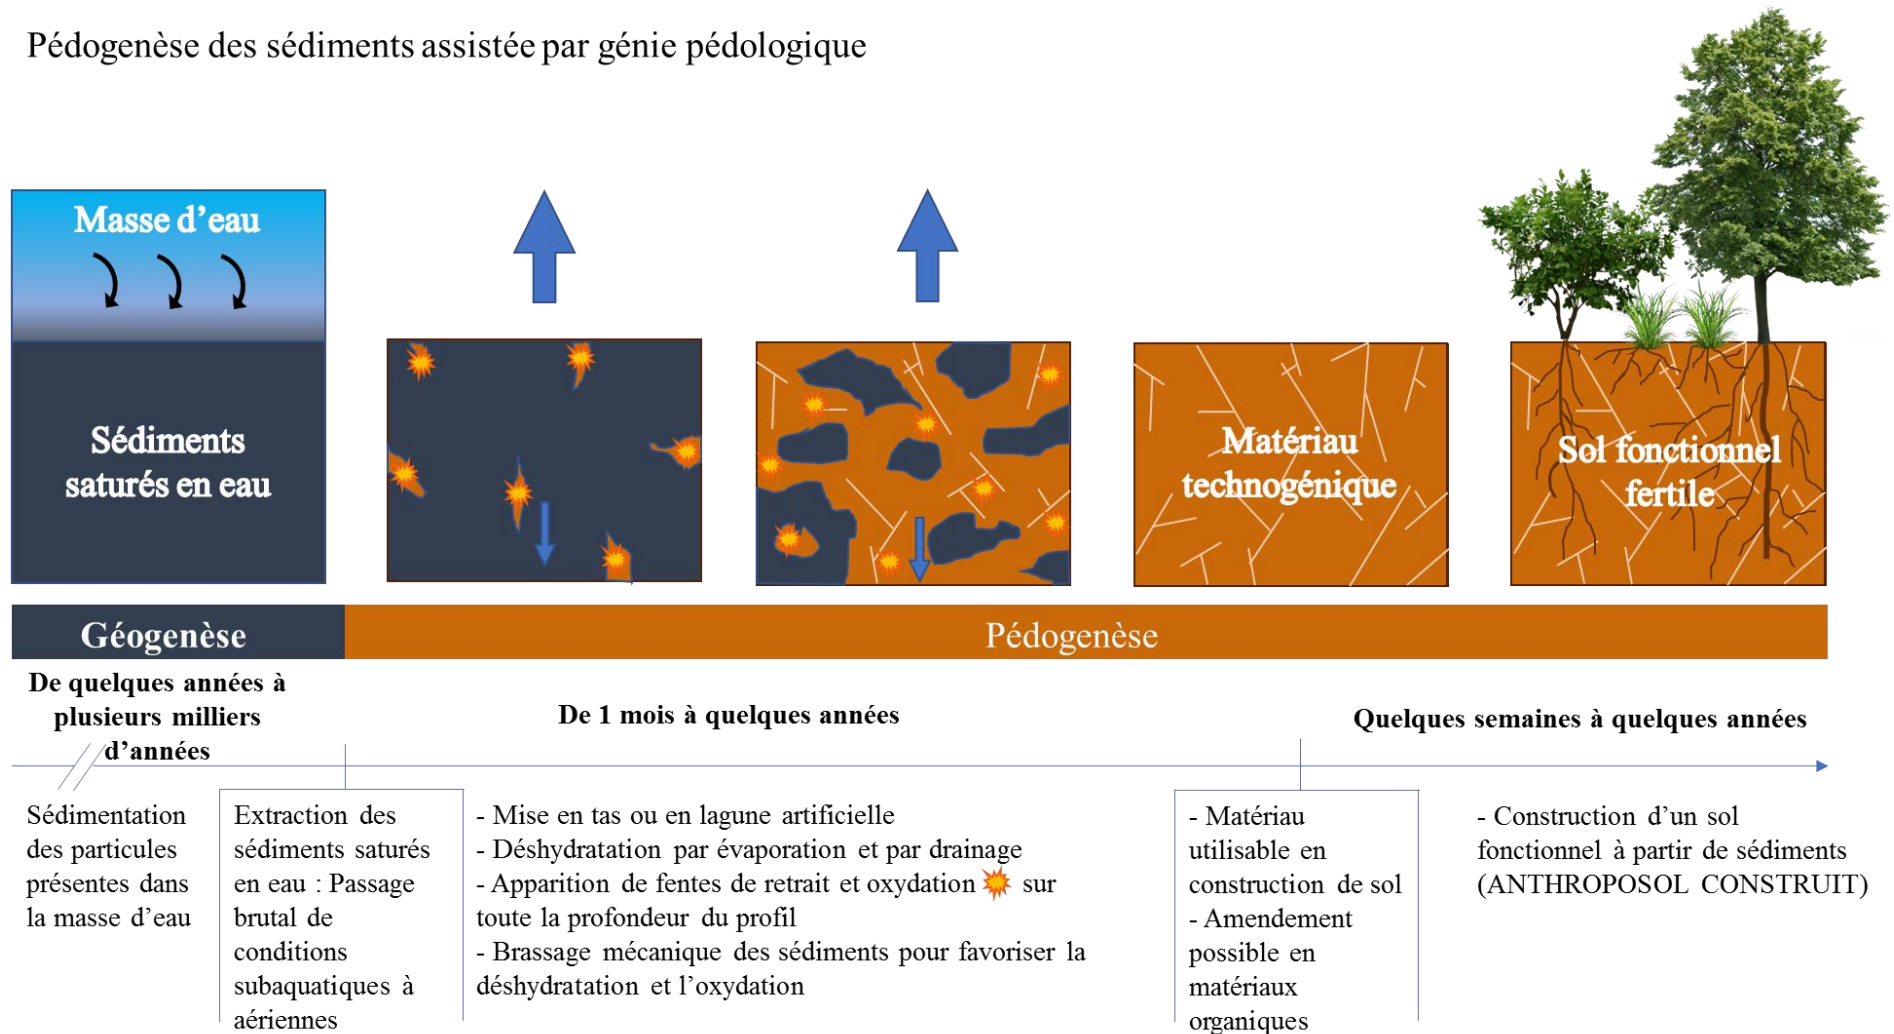 Pédogenèse des sédiments assistée par génie pédologique
Masse d’eau
Sédiments
saturés en eau
Matériau
technogénique
Sol fonctionnel
fertile
Géogenèse
Pédogenèse
De quelques années à
plusieurs milliers
d’années
De 1 mois à quelques années
Quelques semaines à quelques années
Sédimentation
des particules
présentes dans
la masse d’eau
Extraction des
sédiments saturés
en eau : Passage
brutal de
conditions
subaquatiques à
aériennes
- Mise en tas ou en lagune artificielle
- Déshydratation par évaporation et par drainage
- Apparition de fentes de retrait et oxydation sur
toute la profondeur du profil
- Brassage mécanique des sédiments pour favoriser la
déshydratation et l’oxydation
- Matériau
utilisable en
construction de sol
- Amendement
possible en
matériaux
organiques
- Construction d’un sol
fonctionnel à partir de sédiments
(ANTHROPOSOL CONSTRUIT)